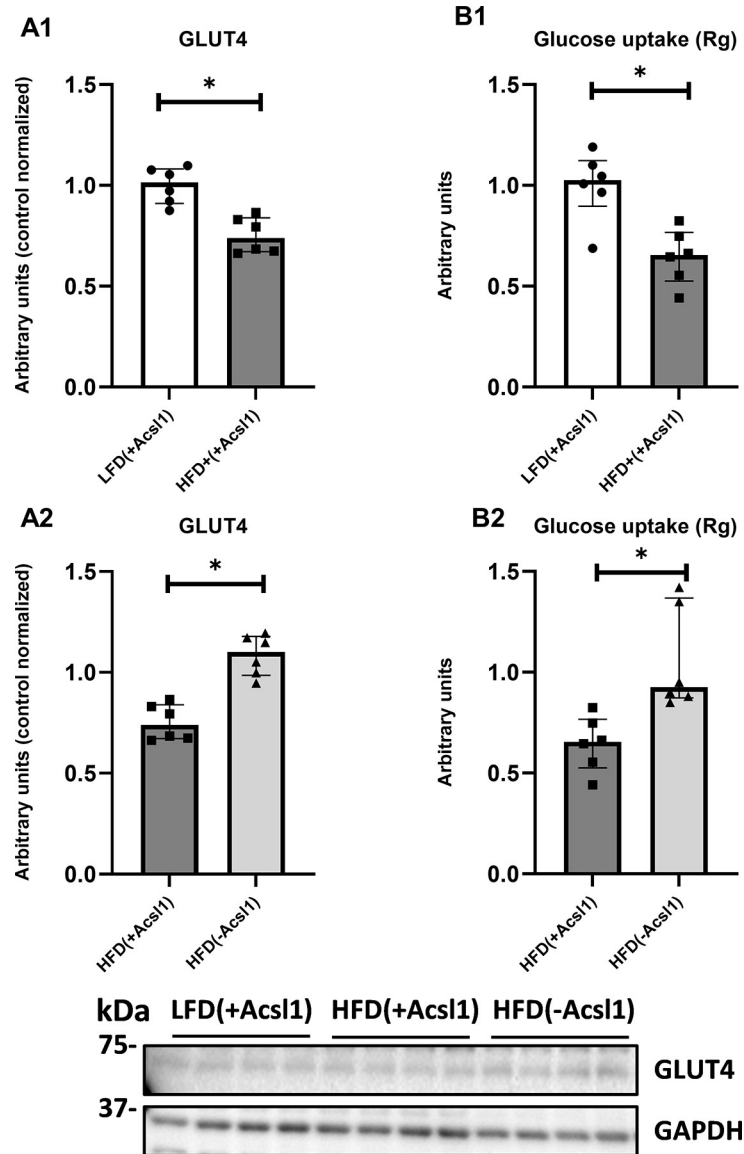 A1
GLUT4
*
Arbitrary units (control normalized)
1.5
1.0
0.5
0.0
LFD(+Acsl1)
HFD+(+Acsl1)
B1
Glucose uptake (Rg)
*
Arbitrary units
1.5
1.0
0.5
0.0
LFD(+Acsl1)
HFD+(+Acsl1)
A2
GLUT4
*
Arbitrary units (control normalized)
1.5
1.0
0.5
0.0
HFD(+Acsl1)
HFD(-Acsl1)
B2
Glucose uptake (Rg)
*
Arbitrary units
1.5
1.0
0.5
0.0
HFD(+Acsl1)
HFD(-Acsl1)
kDa LFD(+Acsl1) HFD(+Acsl1) HFD(-Acsl1)
75-
GLUT4
37-
GAPDH